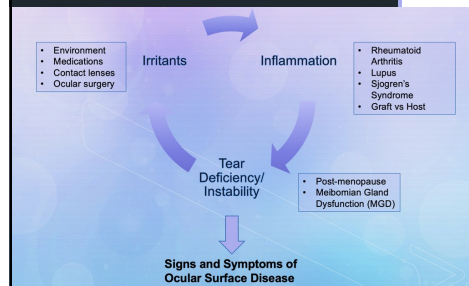 • Environment
• Medications
• Contact lenses
• Ocular surgery
Irritants
Inflammation
• Rheumatoid
Arthritis
• Lupus
• Sjogren's
Syndrome
• Graft vs Host
Tear
Deficiency/
Instability
• Post-menopause
• Meibomian Gland
Dysfunction (MGD)
Signs and Symptoms of
Ocular Surface Disease